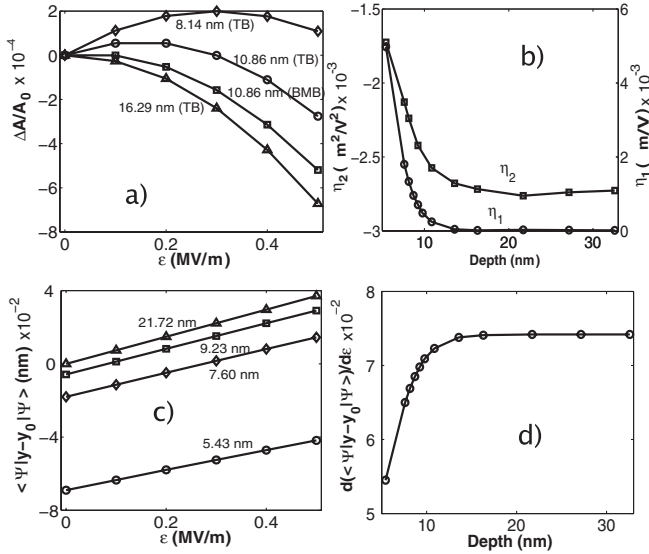 ΔA/A₀ x 10⁻⁴
2
0
−2
−4
−6
−8
0
0.2
0.4
ε (MV/m)
8.14 nm (TB)
10.86 nm (TB)
10.86 nm (BMB)
16.29 nm (TB)
a)
η₂ ( m²/V²) x 10⁻³
−1.5
−2
−2.5
−3
10
20
30
Depth (nm)
η₂
η₁
b)
6
4
2
0
η₁ ( m/V) x 10⁻³
< Ψ|y−y₀|Ψ > (nm) x10⁻²
4
0
−4
−8
0
0.2
0.4
ε (MV/m)
21.72 nm
9.23 nm
7.60 nm
5.43 nm
c)
d(<Ψ|y−y₀|Ψ>)/dε x10⁻²
8
7
6
5
10
20
30
Depth (nm)
d)